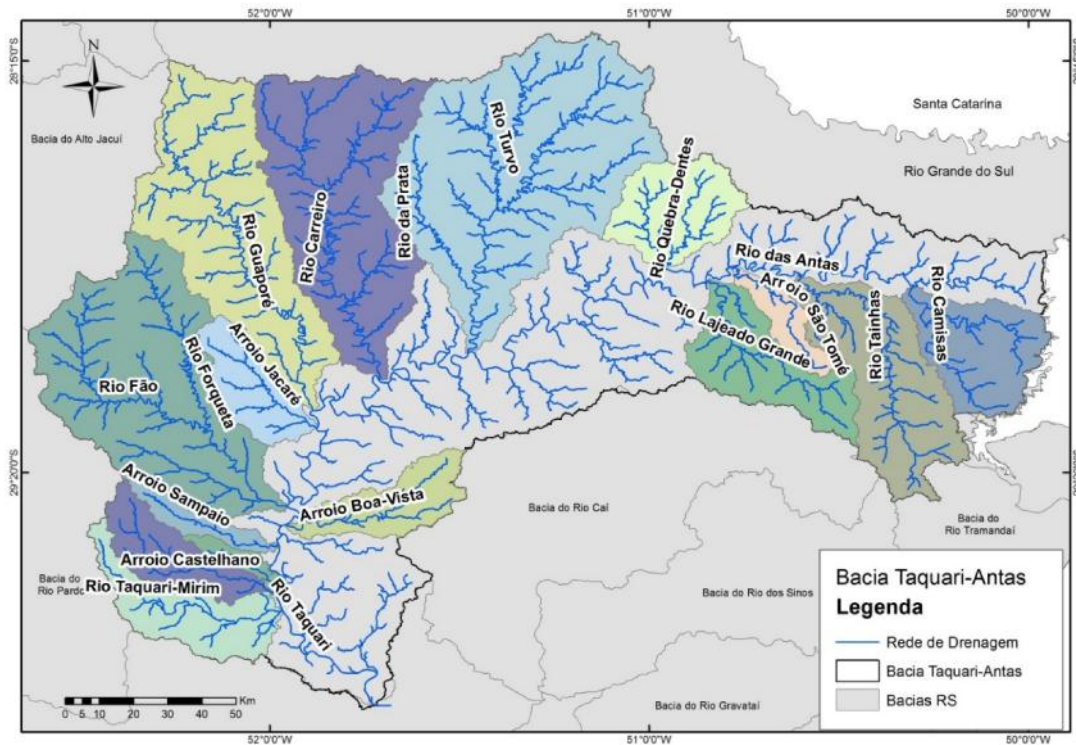 52°0'0"W
51°0'0"W
50°0'0"W
N
28°15'0"S
Santa Catarina
Bacia do Alto Jacuí
Rio Turvo
Rio Quebra-Dentes
Rio Grande do Sul
Rio da Prata
Rio Carreiro
Rio Guaporé
Rio das Antas
Arroio São Tomé
Rio Tainhas
Rio Camisas
Rio Lajeado Grande
Arroio Jacaré
Rio Forqueta
Rio Fão
29°20'0"S
Arroio Sampaio
Arroio Boa-Vista
Bacia do Rio Caí
Bacia do
Rio Tramandaí
Arroio Castelhano
Bacia do
Rio Pardo
Rio Taquari-Mirim
Rio Taquari
Bacia do Rio dos Sinos
Bacia do Rio Gravataí
Bacia Taquari-Antas
Legenda
Rede de Drenagem
Bacia Taquari-Antas
Bacias RS
Km
0 5 10 20 30 40 50
52°0'0"W
51°0'0"W
50°0'0"W